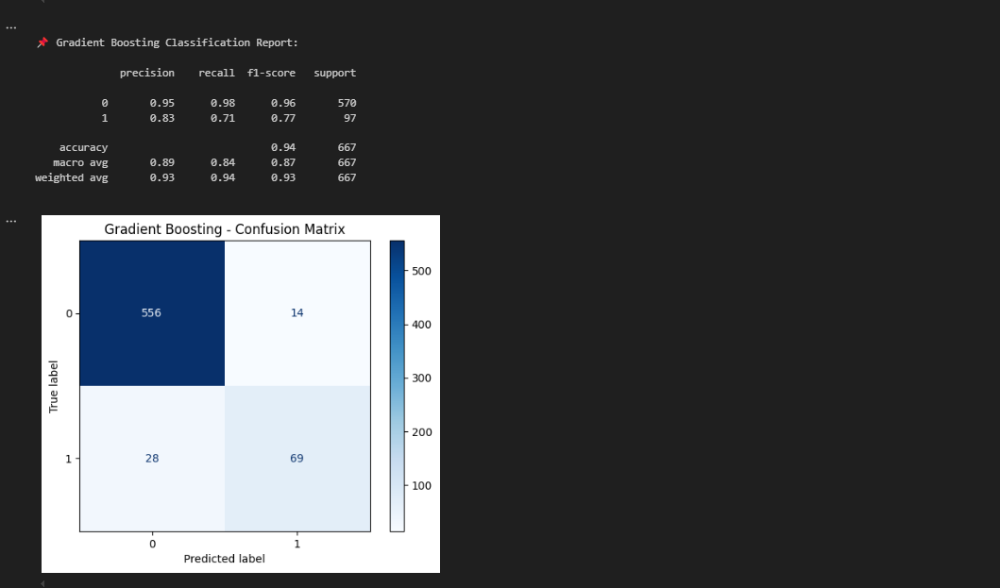 ...
📌 Gradient Boosting Classification Report:
precision recall f1-score support
0 0.95 0.98 0.96 570
1 0.83 0.71 0.77 97
accuracy 0.94 667
macro avg 0.89 0.84 0.87 667
weighted avg 0.93 0.94 0.93 667
...
Gradient Boosting - Confusion Matrix
0 556 14
1 28 69
0 1
Predicted label
True label
500
400
300
200
100